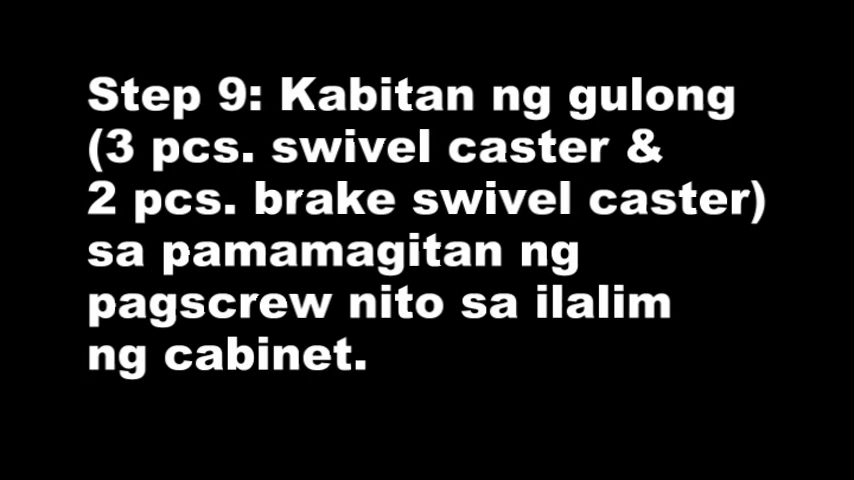 Step 9: Kabitan ng gulong
(3 pcs. swivel caster &
2 pcs. brake swivel caster)
sa pamamagitan ng
pagscrew nito sa ilalim
ng cabinet.